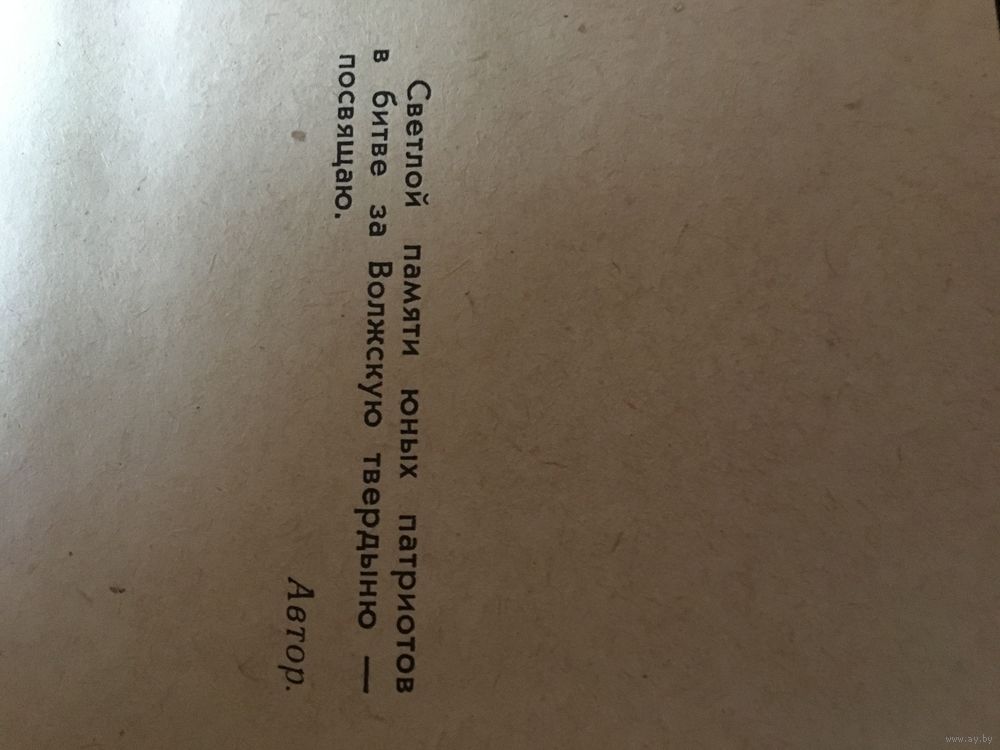 Светлой памяти юных патриотов
в битве за Волжскую твердыню —
посвящаю.
Автор.
www.ay.by